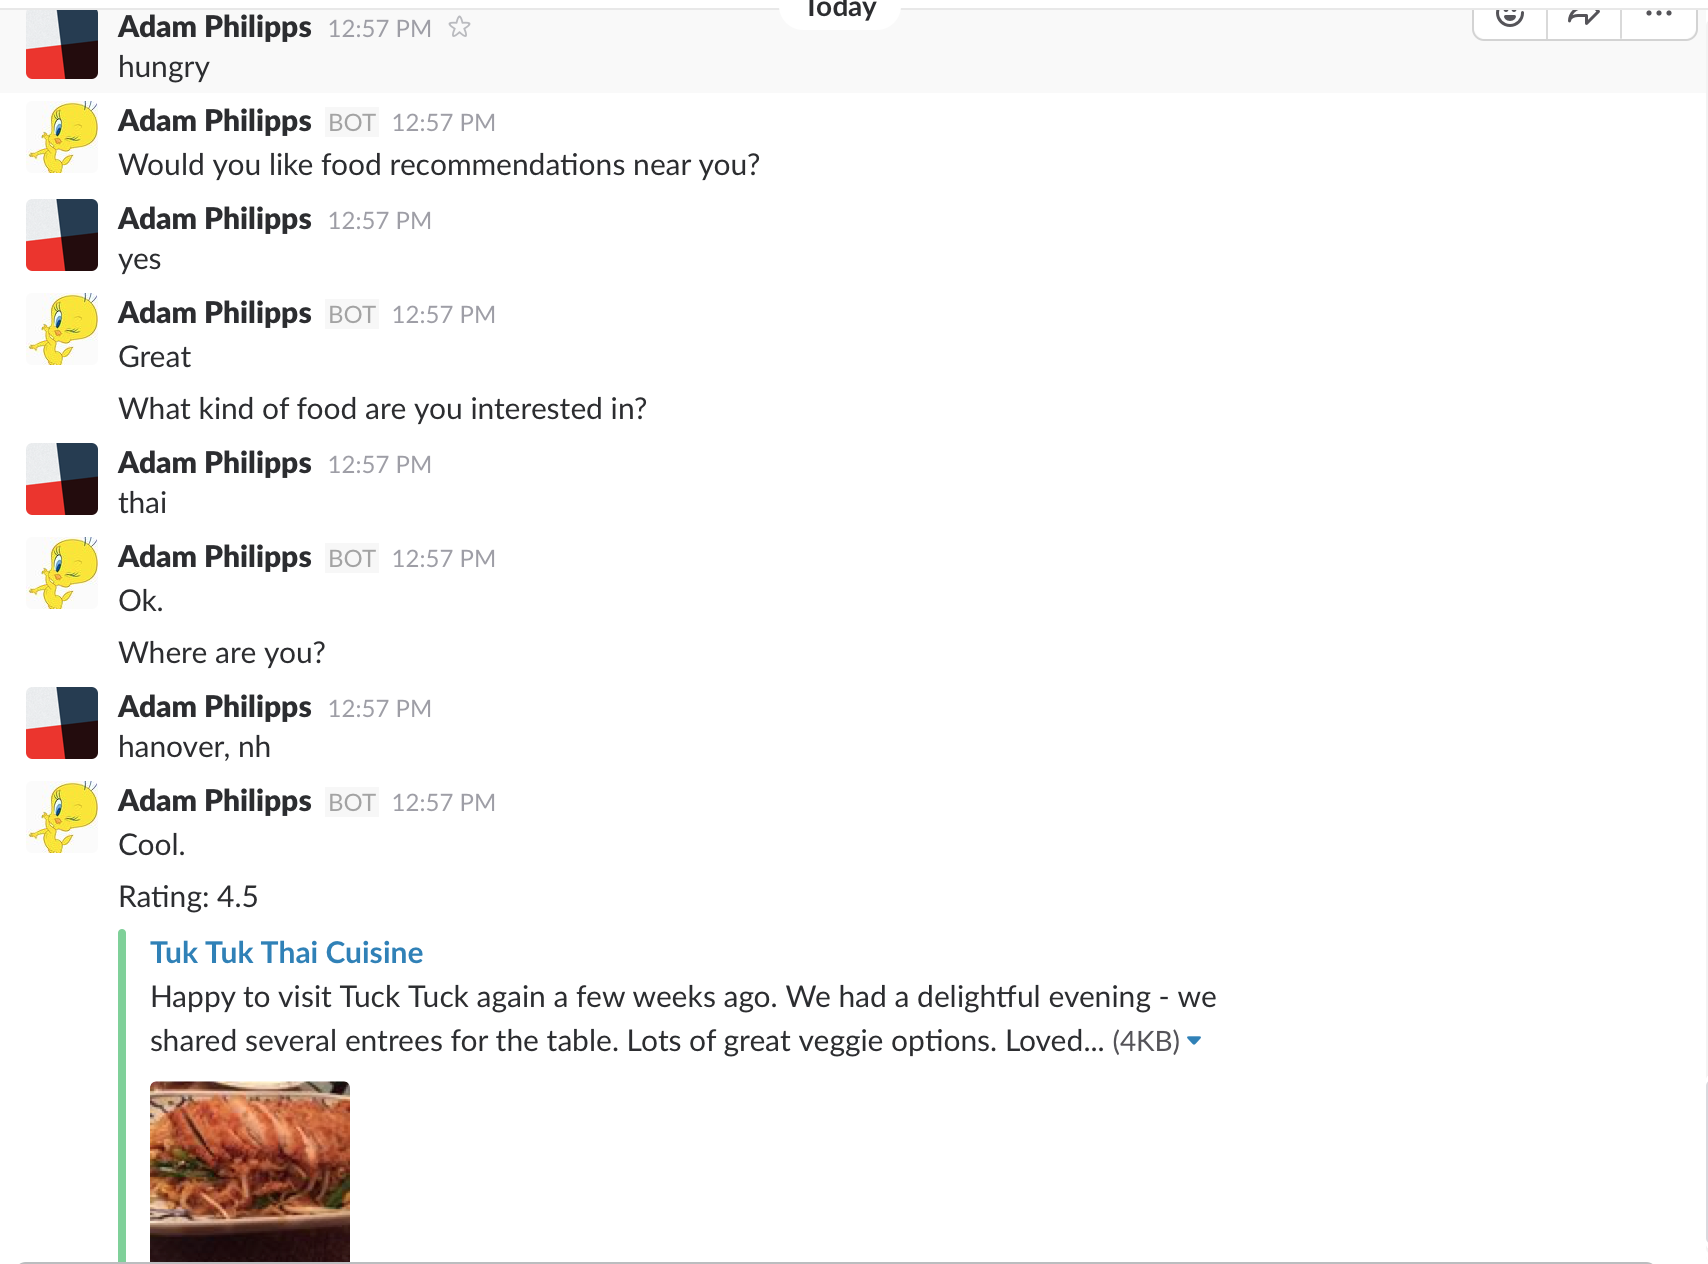 Today
Adam Philipps 12:57 PM
hungry
Adam Philipps BOT 12:57 PM
Would you like food recommendations near you?
Adam Philipps 12:57 PM
yes
Adam Philipps BOT 12:57 PM
Great
What kind of food are you interested in?
Adam Philipps 12:57 PM
thai
Adam Philipps BOT 12:57 PM
Ok.
Where are you?
Adam Philipps 12:57 PM
hanover, nh
Adam Philipps BOT 12:57 PM
Cool.
Rating: 4.5
Tuk Tuk Thai Cuisine
Happy to visit Tuck Tuck again a few weeks ago. We had a delightful evening - we
shared several entrees for the table. Lots of great veggie options. Loved... (4KB)